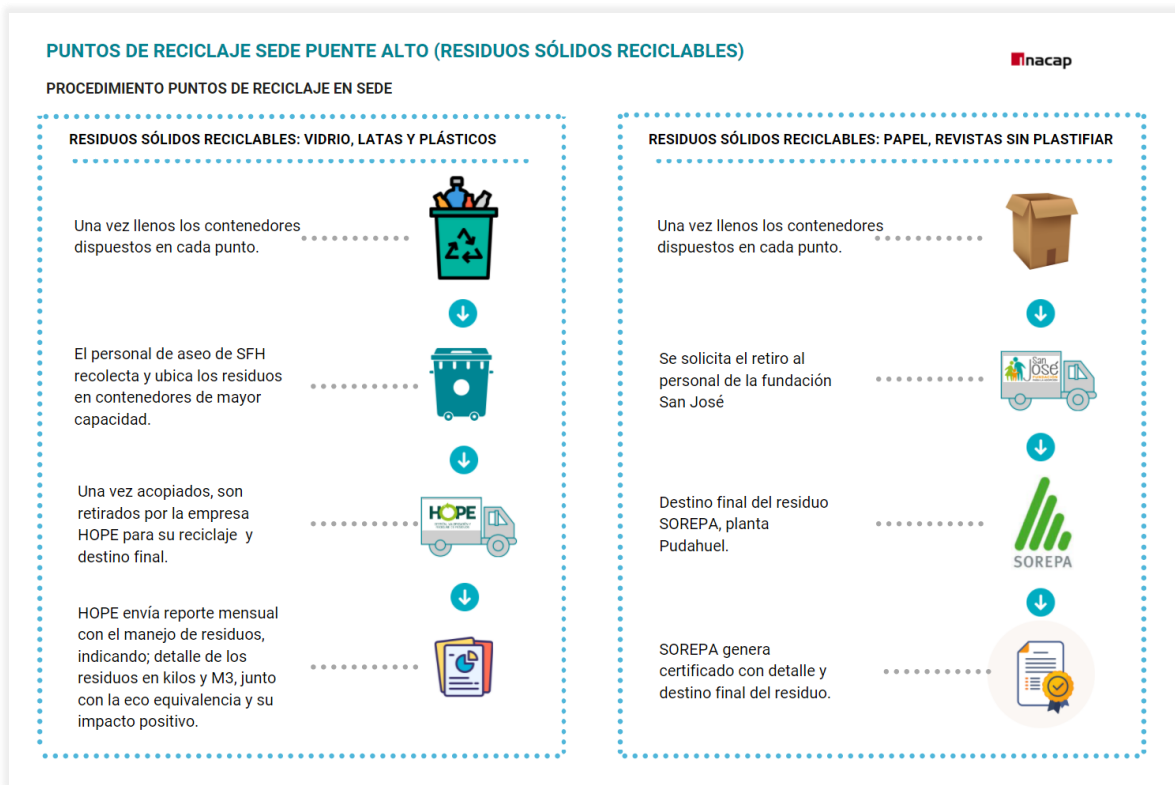 PUNTOS DE RECICLAJE SEDE PUENTE ALTO (RESIDUOS SÓLIDOS RECICLABLES)
inacap
PROCEDIMIENTO PUNTOS DE RECICLAJE EN SEDE
RESIDUOS SÓLIDOS RECICLABLES: VIDRIO, LATAS Y PLÁSTICOS
Una vez llenos los contenedores
dispuestos en cada punto.
El personal de aseo de SFH
recolecta y ubica los residuos
en contenedores de mayor
capacidad.
Una vez acopiados, son
retirados por la empresa
HOPE para su reciclaje y
destino final.
HOPE
HOPE envía reporte mensual
con el manejo de residuos,
indicando; detalle de los
residuos en kilos y M3, junto
con la eco equivalencia y su
impacto positivo.
RESIDUOS SÓLIDOS RECICLABLES: PAPEL, REVISTAS SIN PLASTIFIAR
Una vez llenos los contenedores
dispuestos en cada punto.
Se solicita el retiro al
personal de la fundación
San José
San
José
Destino final del residuo
SOREPA, planta
Pudahuel.
SOREPA
SOREPA genera
certificado con detalle y
destino final del residuo.